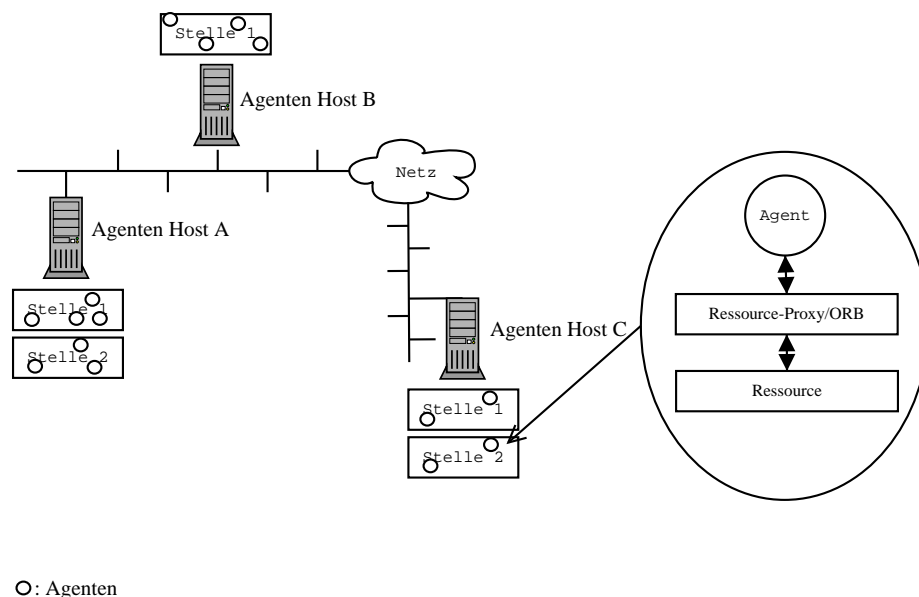 Stelle 1
Agenten Host B
Netz
Agent
Agenten Host A
Stelle 1
Ressource-Proxy/ORB
Agenten Host C
Stelle 2
Ressource
Stelle 1
Stelle 2
: Agenten